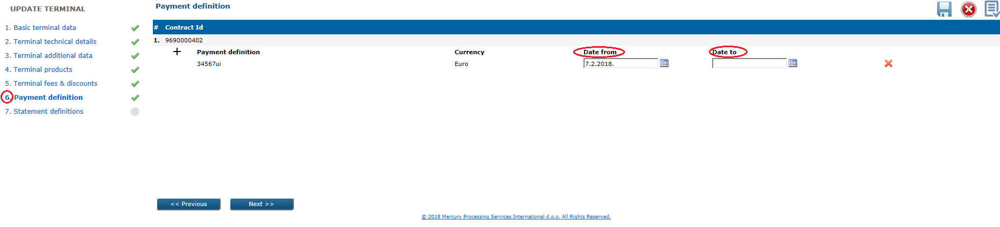 UPDATE TERMINAL
1. Basic terminal data
2. Terminal technical details
3. Terminal additional data
4. Terminal products
5. Terminal fees & discounts
6. Payment definition
7. Statement definitions
Payment definition
# Contract Id
1. 9690000402
Payment definition Currency Date from Date to
34567ui Euro 7.2.2018.
<< Previous Next >>
© 2018 Mercury Processing Services International d.o.o. All Rights Reserved.